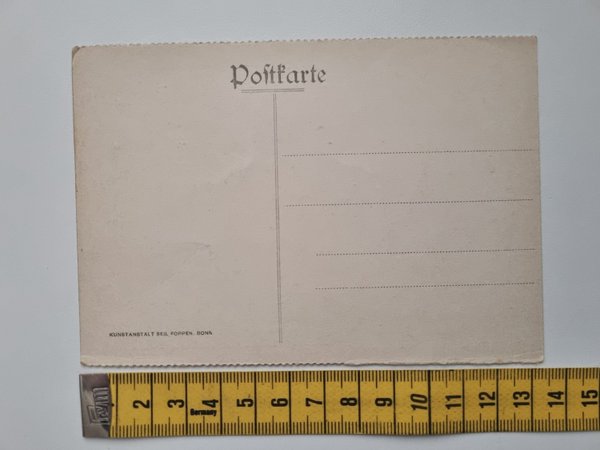 Postkarte
KUNSTANSTALT SEB. FOPPEN, BONN
2 3 4 5 6 7 8 9 10 11 12 13 14 15
Germany